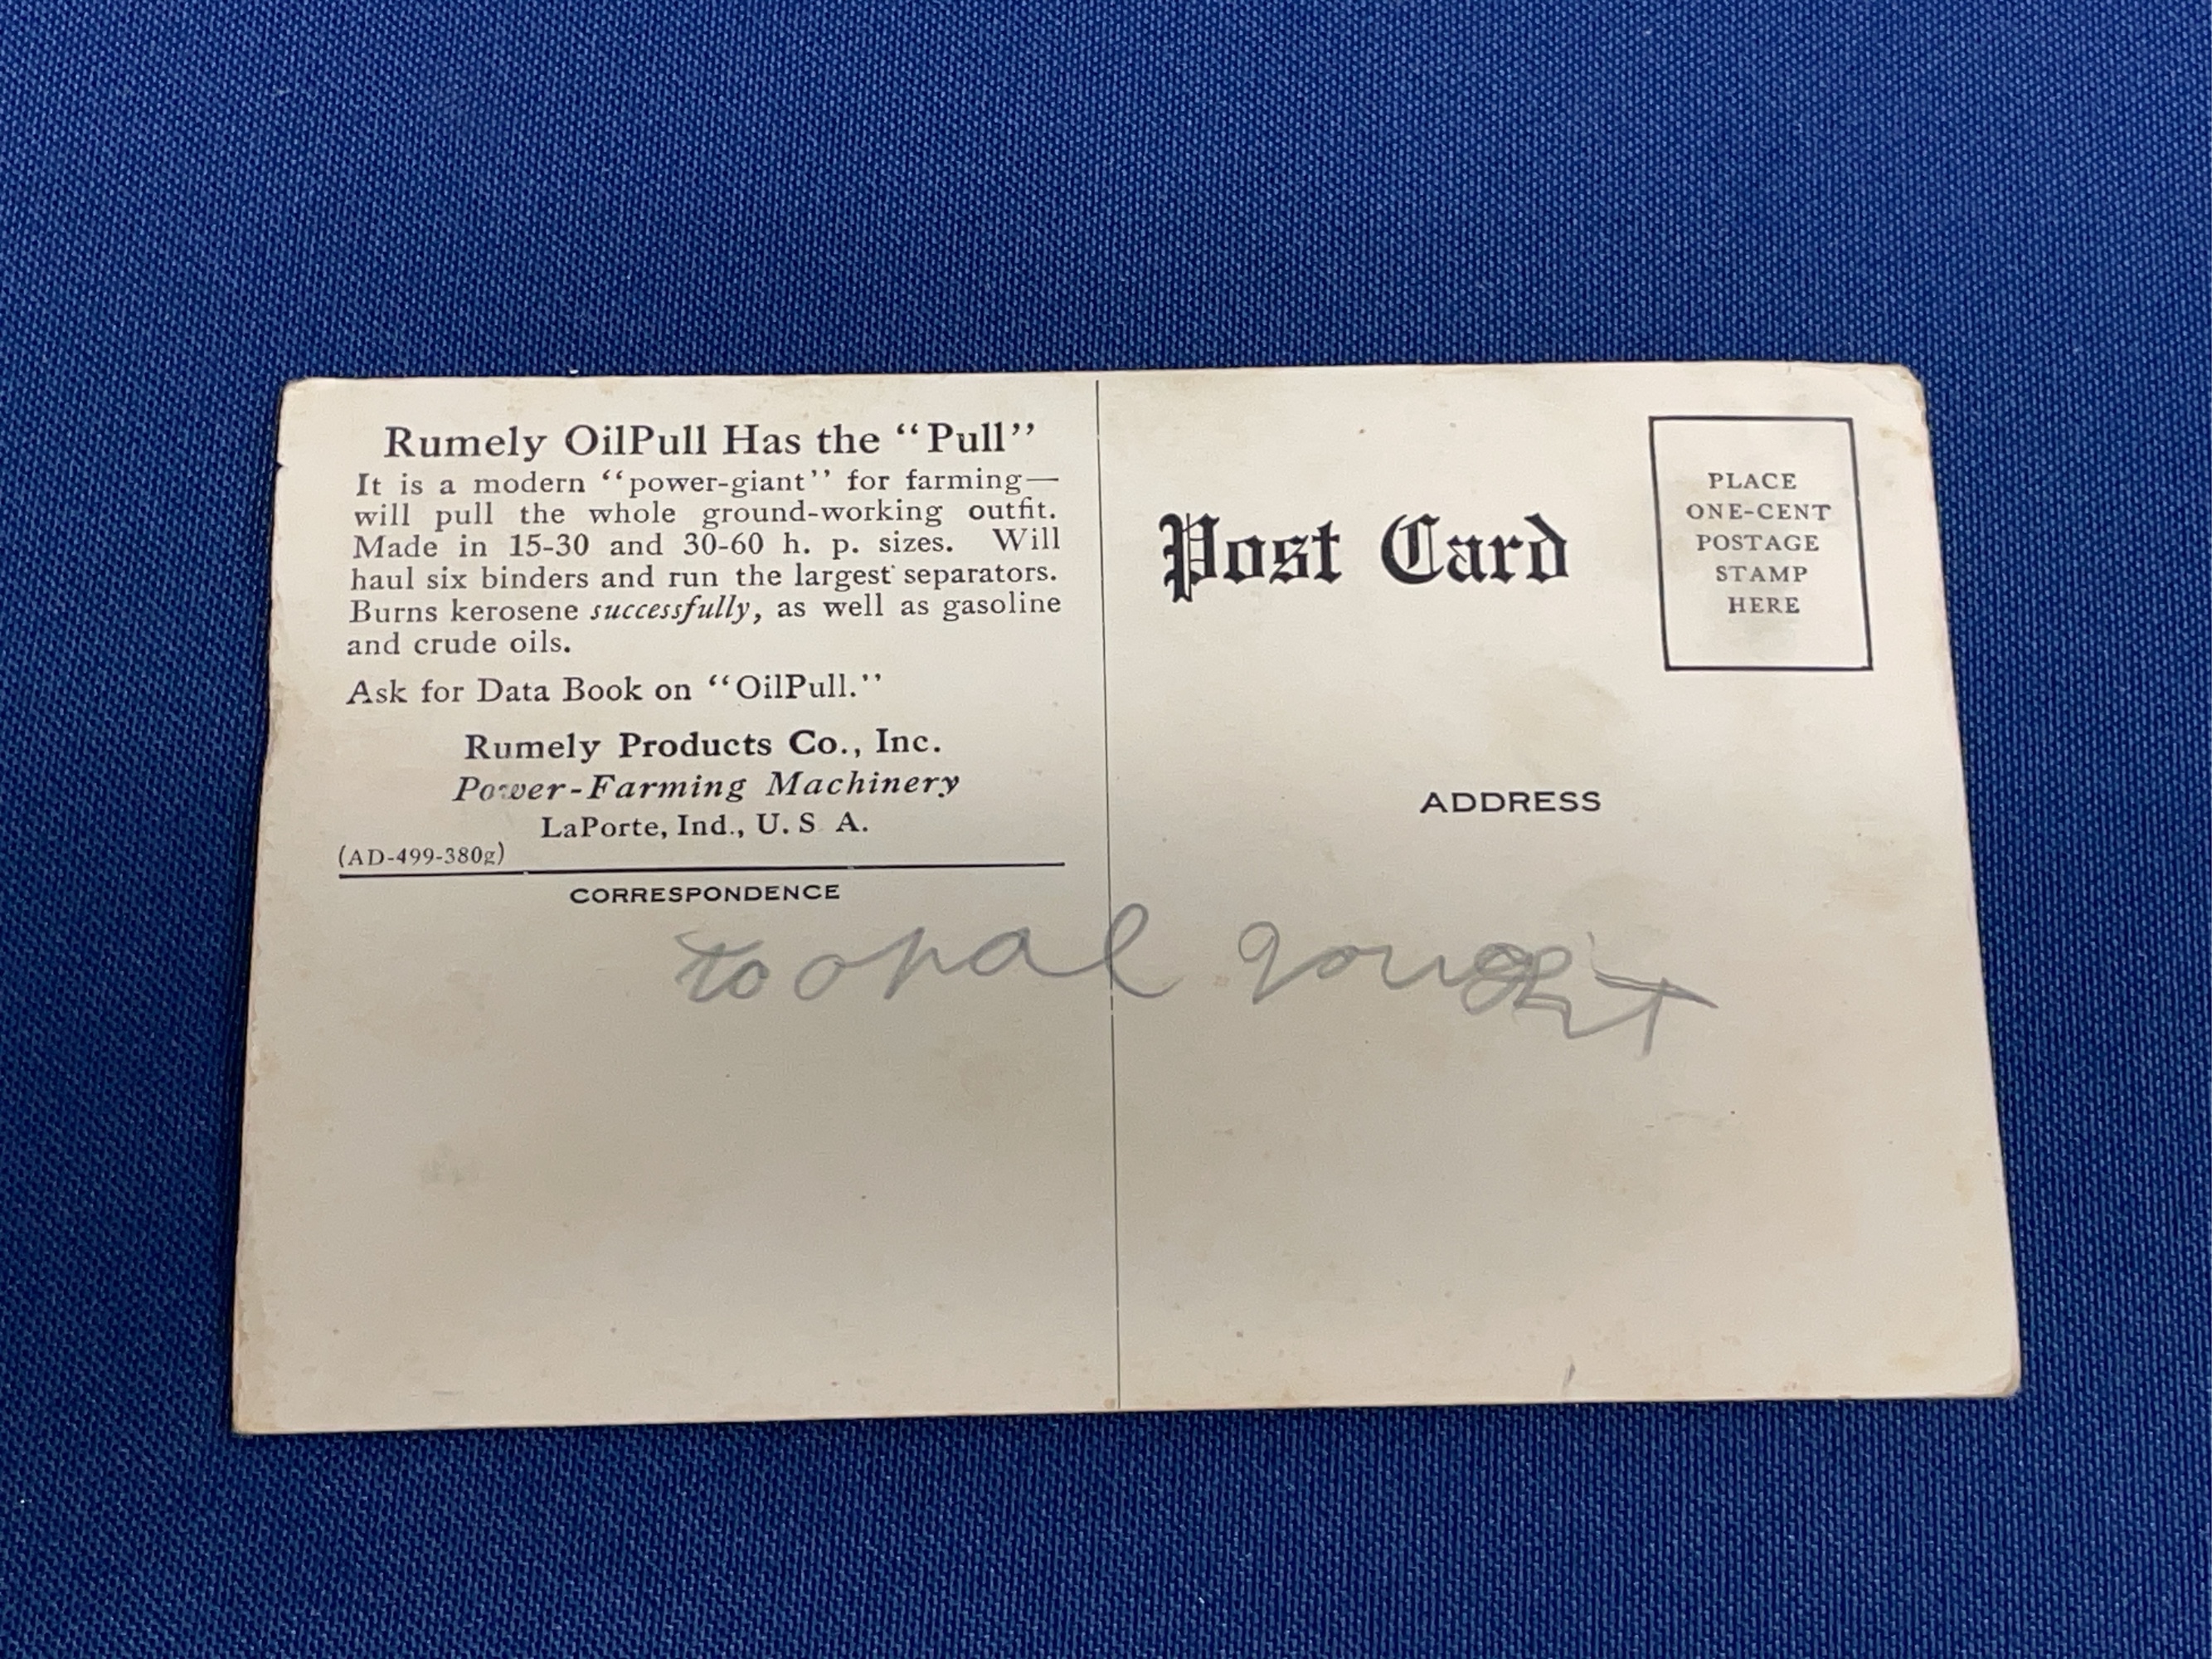 Rumely OilPull Has the “Pull”
It is a modern “power-giant” for farming—
will pull the whole ground-working outfit.
Made in 15-30 and 30-60 h. p. sizes. Will
haul six binders and run the largest separators.
Burns kerosene successfully, as well as gasoline
and crude oils.
Ask for Data Book on “OilPull.”
Rumely Products Co., Inc.
Power-Farming Machinery
LaPorte, Ind., U. S A.
(AD-499-380g)
CORRESPONDENCE
Post Card
PLACE
ONE-CENT
POSTAGE
STAMP
HERE
ADDRESS
to opal